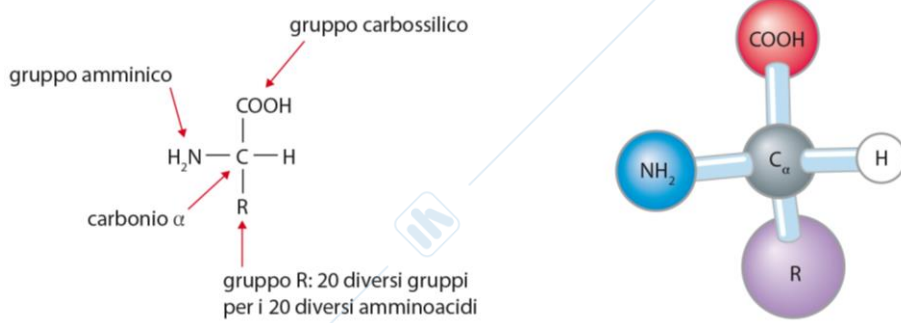 gruppo carbossilico
gruppo amminico
COOH
H₂N—C—H
R
carbonio α
gruppo R: 20 diversi gruppi
per i 20 diversi amminoacidi
COOH
NH₂
Cα
H
R